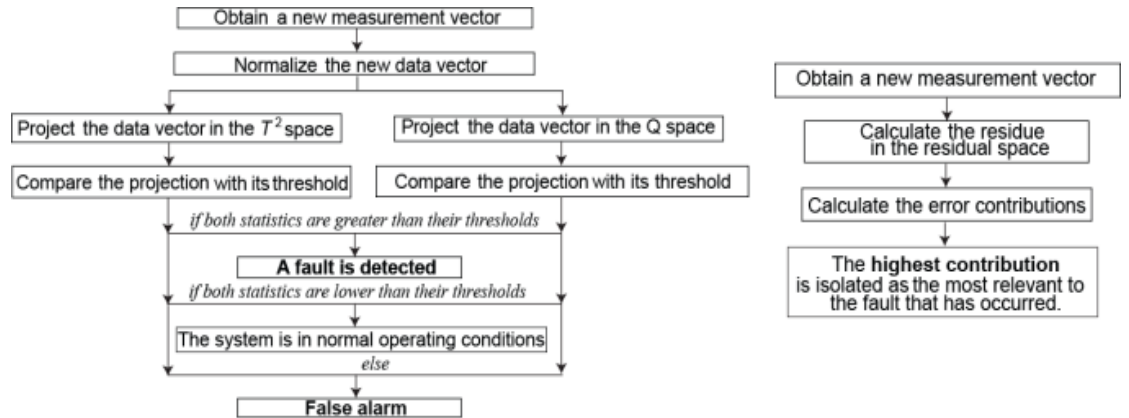 Obtain a new measurement vector
Normalize the new data vector
Project the data vector in the T² space
Project the data vector in the Q space
Compare the projection with its threshold
Compare the projection with its threshold
if both statistics are greater than their thresholds
A fault is detected
if both statistics are lower than their thresholds
The system is in normal operating conditions
else
False alarm
Obtain a new measurement vector
Calculate the residue
in the residual space
Calculate the error contributions
The highest contribution
is isolated as the most relevant to
the fault that has occurred.